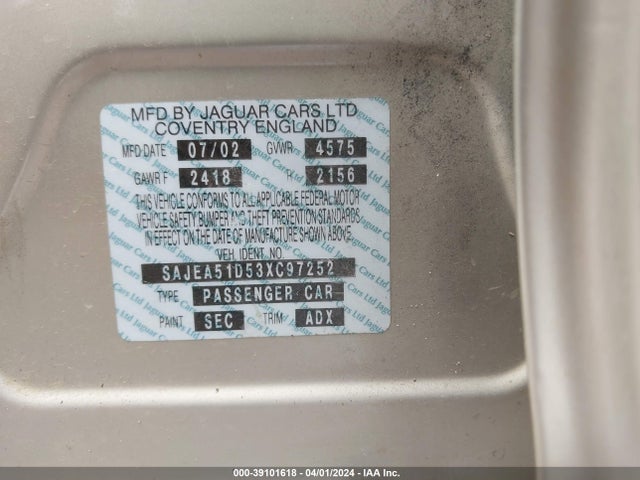 MFD BY JAGUAR CARS LTD
COVENTRY ENGLAND
MFD DATE 07/02 GVWR 4575
GAWR F 2418 2156
THIS VEHICLE CONFORMS TO ALL APPLICABLE FEDERAL MOTOR
VEHICLE SAFETY BUMPER AND THEFT PREVENTION STANDARDS
IN EFFECT ON THE DATE OF MANUFACTURE SHOWN ABOVE.
VEH. IDENT NO.
SAJEA51D53XC97252
TYPE PASSENGER CAR
PAINT SEC TRIM ADX
000-39101618 - 04/01/2024 - IAA Inc.